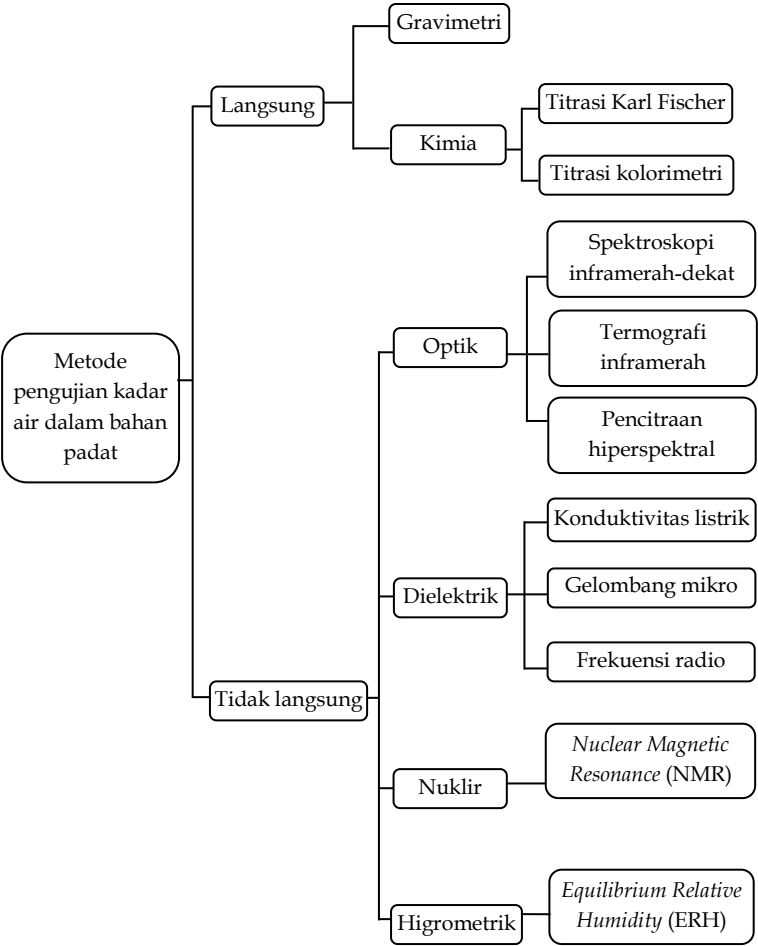 Metode
pengujian kadar
air dalam bahan
padat
Langsung
Gravimetri
Kimia
Titrasi Karl Fischer
Titrasi kolorimetri
Tidak langsung
Optik
Spektroskopi
inframerah-dekat
Termografi
inframerah
Pencitraan
hiperspektral
Dielektrik
Konduktivitas listrik
Gelombang mikro
Frekuensi radio
Nuklir
Nuclear Magnetic
Resonance (NMR)
Higrometrik
Equilibrium Relative
Humidity (ERH)